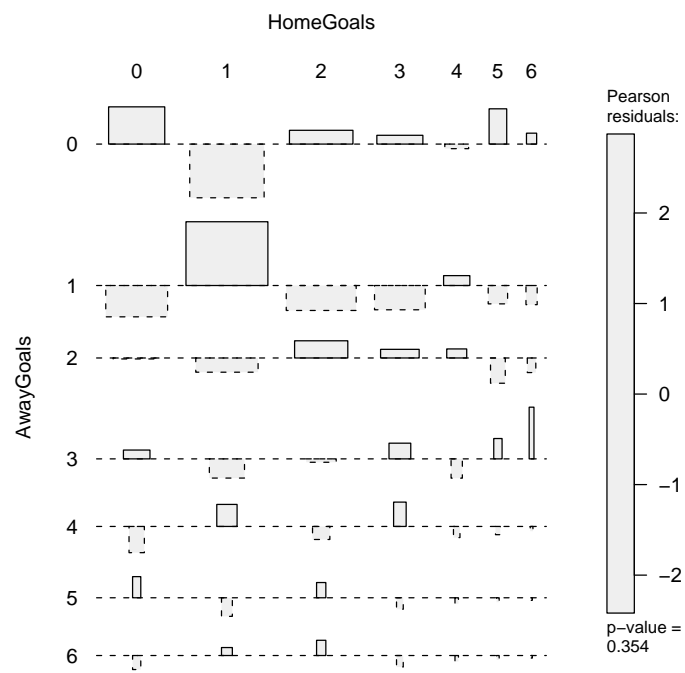 HomeGoals
0 1 2 3 4 5 6
Pearson
residuals:
0
1
2
3
4
5
6
AwayGoals
2
1
0
−1
−2
p−value =
0.354